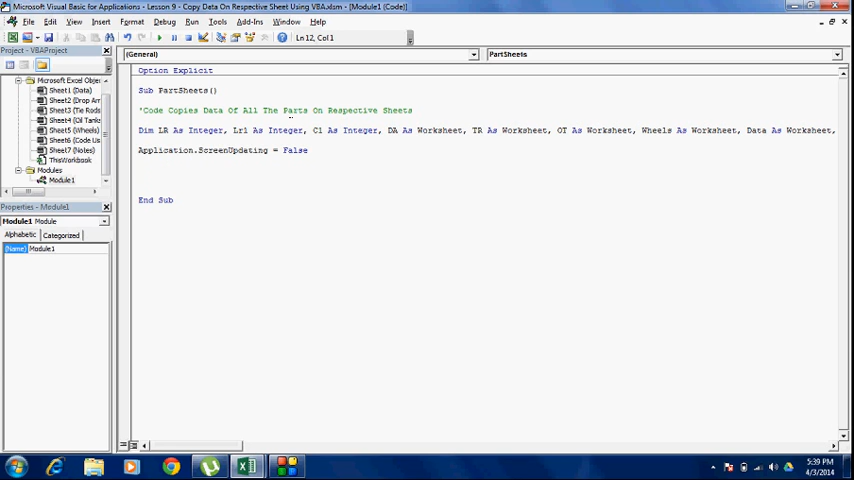 Microsoft Visual Basic for Applications - Lesson 9 - Copy Data On Respective Sheet Using VBA.xlsm - [Module1 (Code)]
File Edit View Insert Format Debug Run Tools Add-Ins Window Help
Ln 12, Col 1
Project - VBAProject
(General)
PartSheets
Microsoft Excel Objec
Sheet1 (Data)
Sheet2 (Drop Arr
Sheet3 (Tie Rods
Sheet4 (Oil Tank
Sheet5 (Wheels)
Sheet6 (Code Us
Sheet7 (Notes)
ThisWorkbook
Modules
Module1
Properties - Module1
Module1 Module
Alphabetic Categorized
(Name) Module1
Option Explicit
Sub PartSheets()
'Code Copies Data Of All The Parts On Respective Sheets
Dim LR As Integer, Lr1 As Integer, C1 As Integer, DA As Worksheet, TR As Worksheet, OT As Worksheet, Wheels As Worksheet, Data As Worksheet,
Application.ScreenUpdating = False
End Sub
5:39 PM
4/3/2014